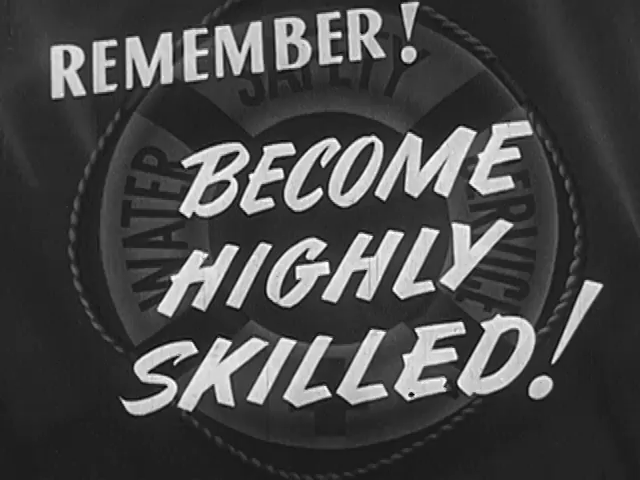 REMEMBER!
SAFETY
WATER
SERVICE
BECOME
HIGHLY
SKILLED!